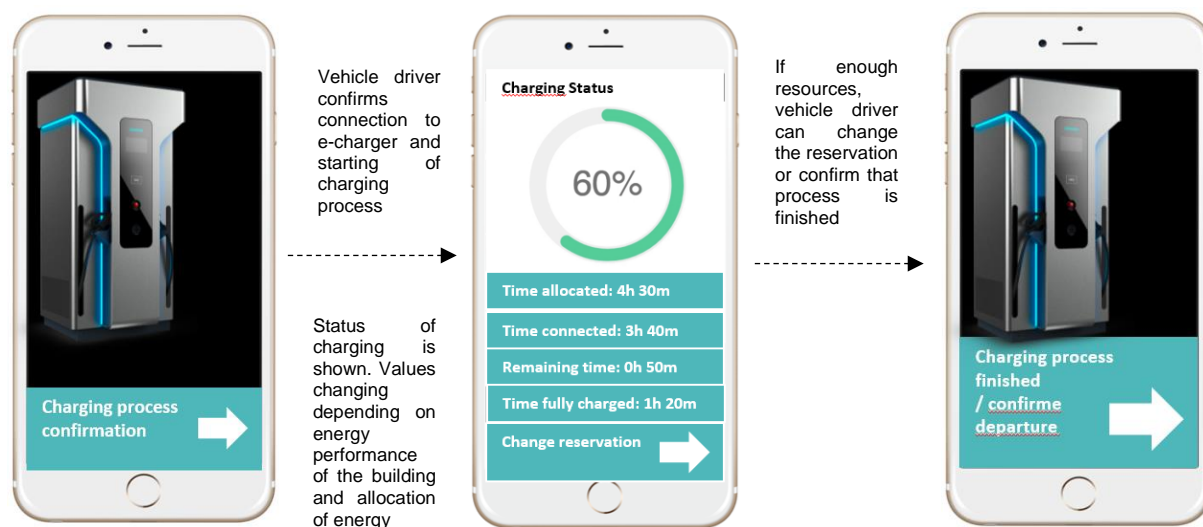 Charging process
confirmation
Vehicle driver
confirms
connection to
e-charger and
starting of
charging
process
Status of
charging is
shown. Values
changing
depending on
energy
performance
of the building
and allocation
of energy
Charging Status
60%
Time allocated: 4h 30m
Time connected: 3h 40m
Remaining time: 0h 50m
Time fully charged: 1h 20m
Change reservation
If enough
resources,
vehicle driver
can change
the reservation
or confirm that
process is
finished
Charging process
finished
/ confirme
departure